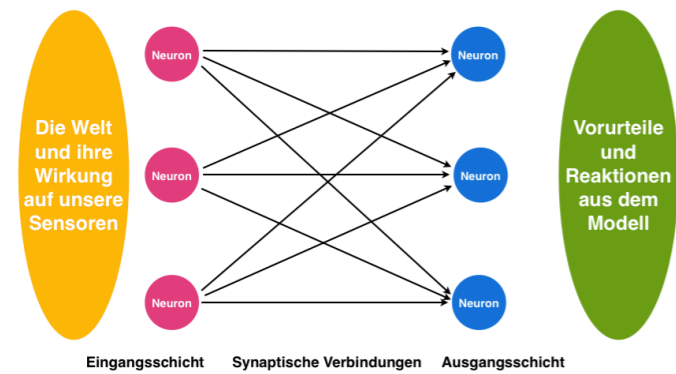 Die Welt
und ihre
Wirkung
auf unsere
Sensoren
Neuron
Neuron
Neuron
Neuron
Neuron
Neuron
Vorurteile
und
Reaktionen
aus dem
Modell
Eingangsschicht Synaptische Verbindungen Ausgangsschicht